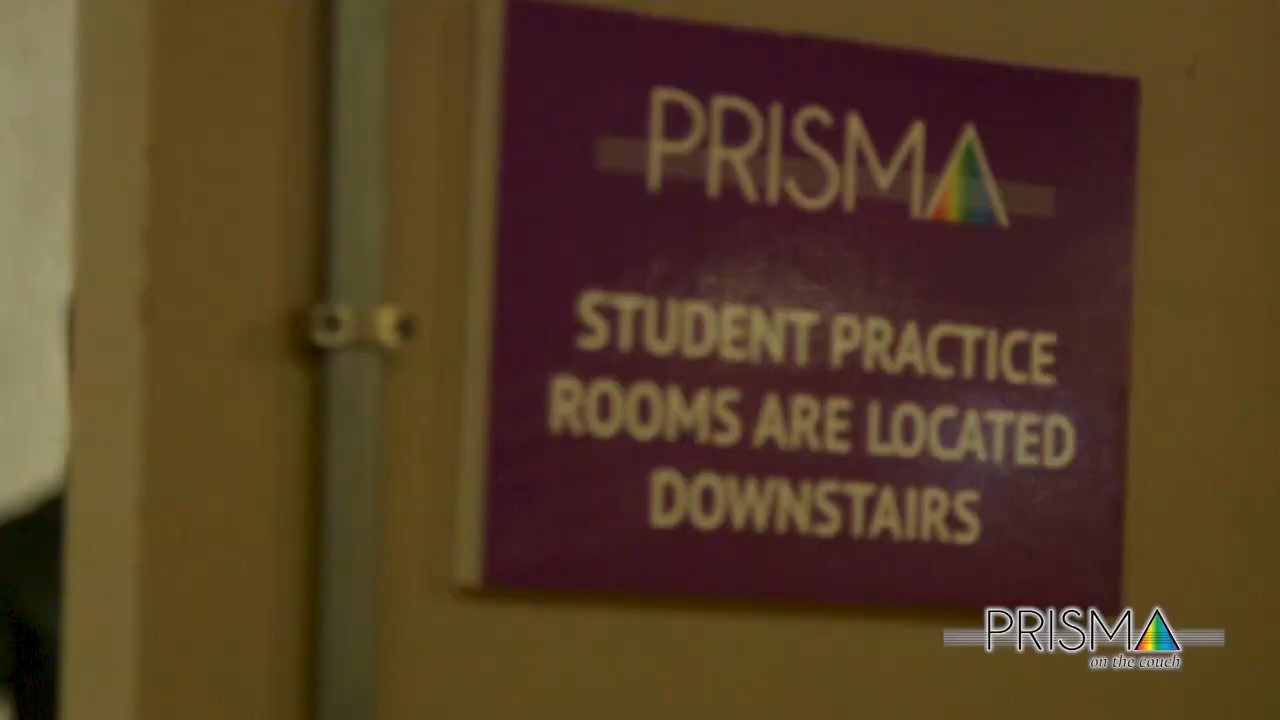 PRISMA
STUDENT PRACTICE
ROOMS ARE LOCATED
DOWNSTAIRS
PRISMA
on the couch